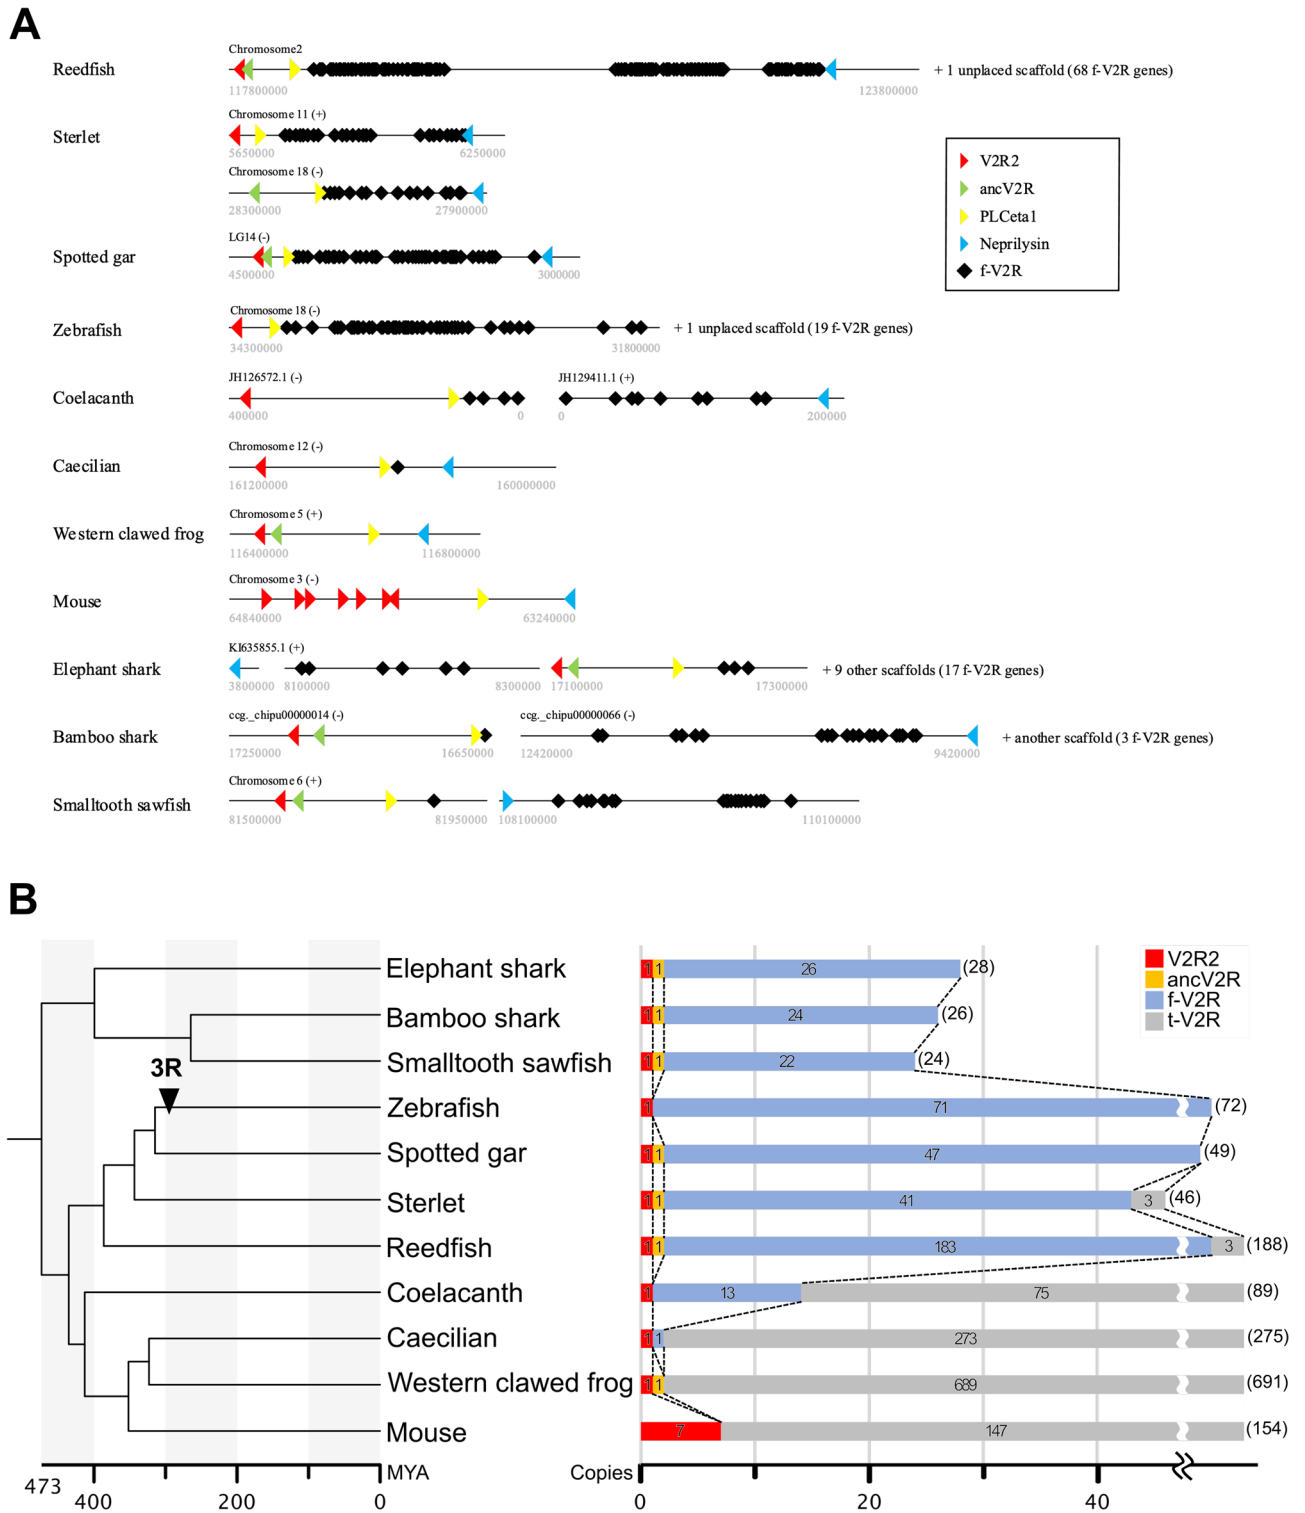 A
Chromosome2
Reedfish
117800000 123800000
+ 1 unplaced scaffold (68 f-V2R genes)
Chromosome 11 (+)
Sterlet
5650000 6250000
Chromosome 18 (-)
28300000 27900000
V2R2
ancV2R
PLCeta1
Neprilysin
f-V2R
LG14 (-)
Spotted gar
4500000 3000000
Chromosome 18 (-)
Zebrafish
+ 1 unplaced scaffold (19 f-V2R genes)
34300000 31800000
JH126572.1 (-) JH129411.1 (+)
Coelacanth
400000 0 0 200000
Chromosome 12 (-)
Caecilian
161200000 160000000
Chromosome 5 (+)
Western clawed frog
116400000 116800000
Chromosome 3 (-)
Mouse
64840000 63240000
KI635855.1 (+)
Elephant shark
+ 9 other scaffolds (17 f-V2R genes)
3800000 8100000 8300000 17100000 17300000
ccg._chipu00000014 (-) ccg._chipu00000066 (-)
Bamboo shark
+ another scaffold (3 f-V2R genes)
17250000 16650000 12420000 9420000
Chromosome 6 (+)
Smalltooth sawfish
81500000 81950000 108100000 110100000
B
V2R2
ancV2R
f-V2R
t-V2R
Elephant shark 1 1 26 (28)
Bamboo shark 1 1 24 (26)
Smalltooth sawfish 1 1 22 (24)
3R
Zebrafish 1 71 (72)
Spotted gar 1 1 47 (49)
Sterlet 1 1 41 3 (46)
Reedfish 1 1 183 3 (188)
Coelacanth 1 13 75 (89)
Caecilian 1 1 273 (275)
Western clawed frog 1 1 689 (691)
Mouse 7 147 (154)
473 MYA Copies
400 200 0 0 20 40